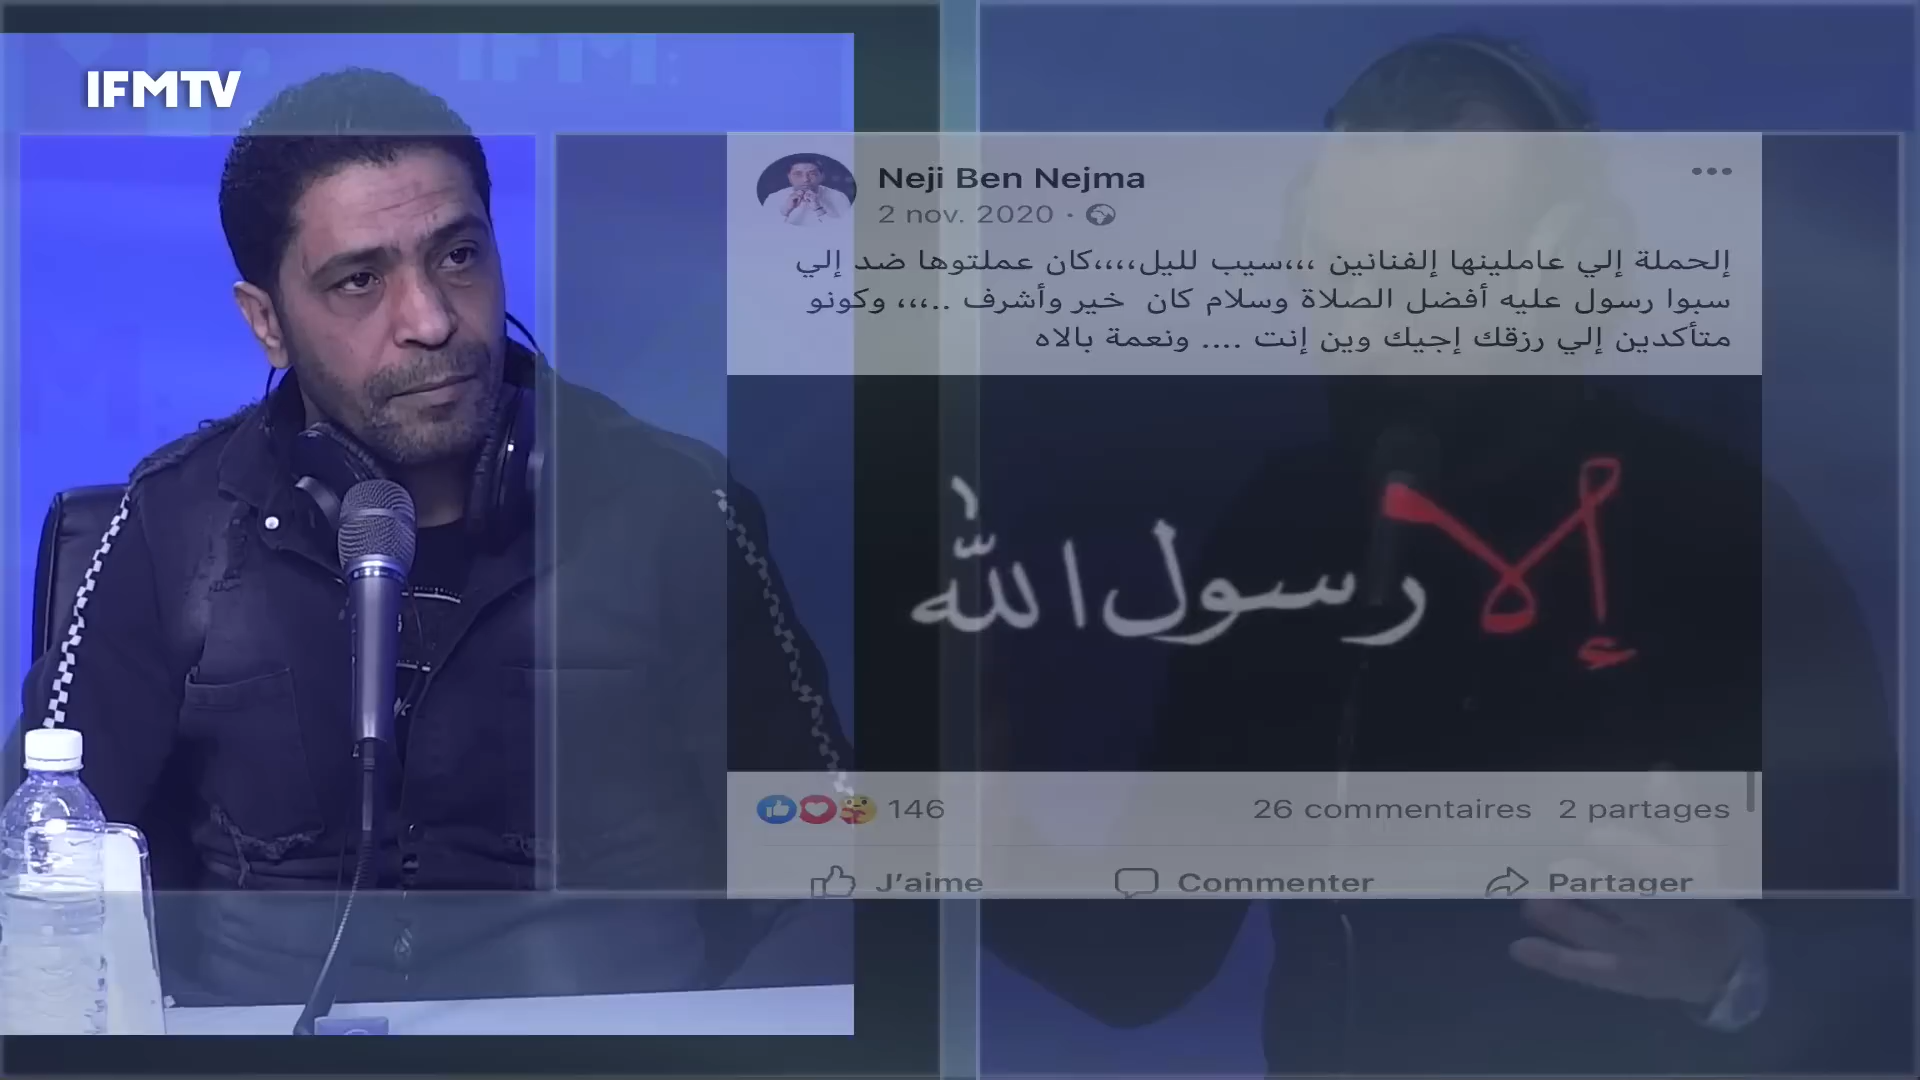 IFMTV
Neji Ben Nejma
2 nov. 2020
إلحملة إلي عاملينها إلفنانين ،،،سيب لليل،،،،كان عملتوها ضد إلي
سبوا رسول عليه أفضل الصلاة وسلام كان خير وأشرف ..،،، وكونو
متأكدين إلي رزقك إجيك وين إنت .... ونعمة بالاه
إلا رسول الله
146
26 commentaires 2 partages
J'aime
Commenter
Partager